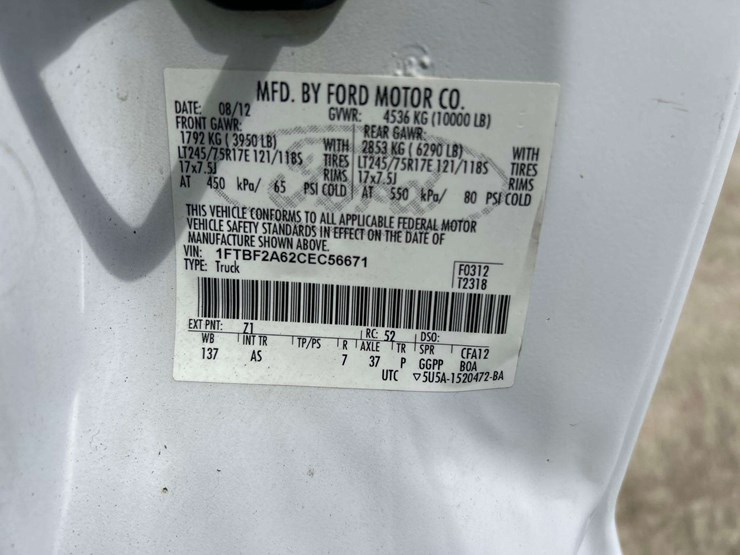 MFD. BY FORD MOTOR CO.
DATE: 08/12 GVWR: 4536 KG (10000 LB)
FRONT GAWR: REAR GAWR:
1792 KG ( 3950 LB) WITH 2853 KG ( 6290 LB) WITH
LT245/75R17E 121/118S TIRES LT245/75R17E 121/118S TIRES
17x7.5J RIMS 17x7.5J RIMS
AT 450 kPa/ 65 PSI COLD AT 550 kPa/ 80 PSI COLD
THIS VEHICLE CONFORMS TO ALL APPLICABLE FEDERAL MOTOR
VEHICLE SAFETY STANDARDS IN EFFECT ON THE DATE OF
MANUFACTURE SHOWN ABOVE.
VIN: 1FTBF2A62CEC56671
TYPE: Truck
F0312
T2318
EXT PNT: Z1 RC: 52 DSO:
WB INT TR TP/PS R AXLE TR SPR CFA12
137 AS 7 37 P GGPP BOA
UTC ▽5U5A-1520472-BA